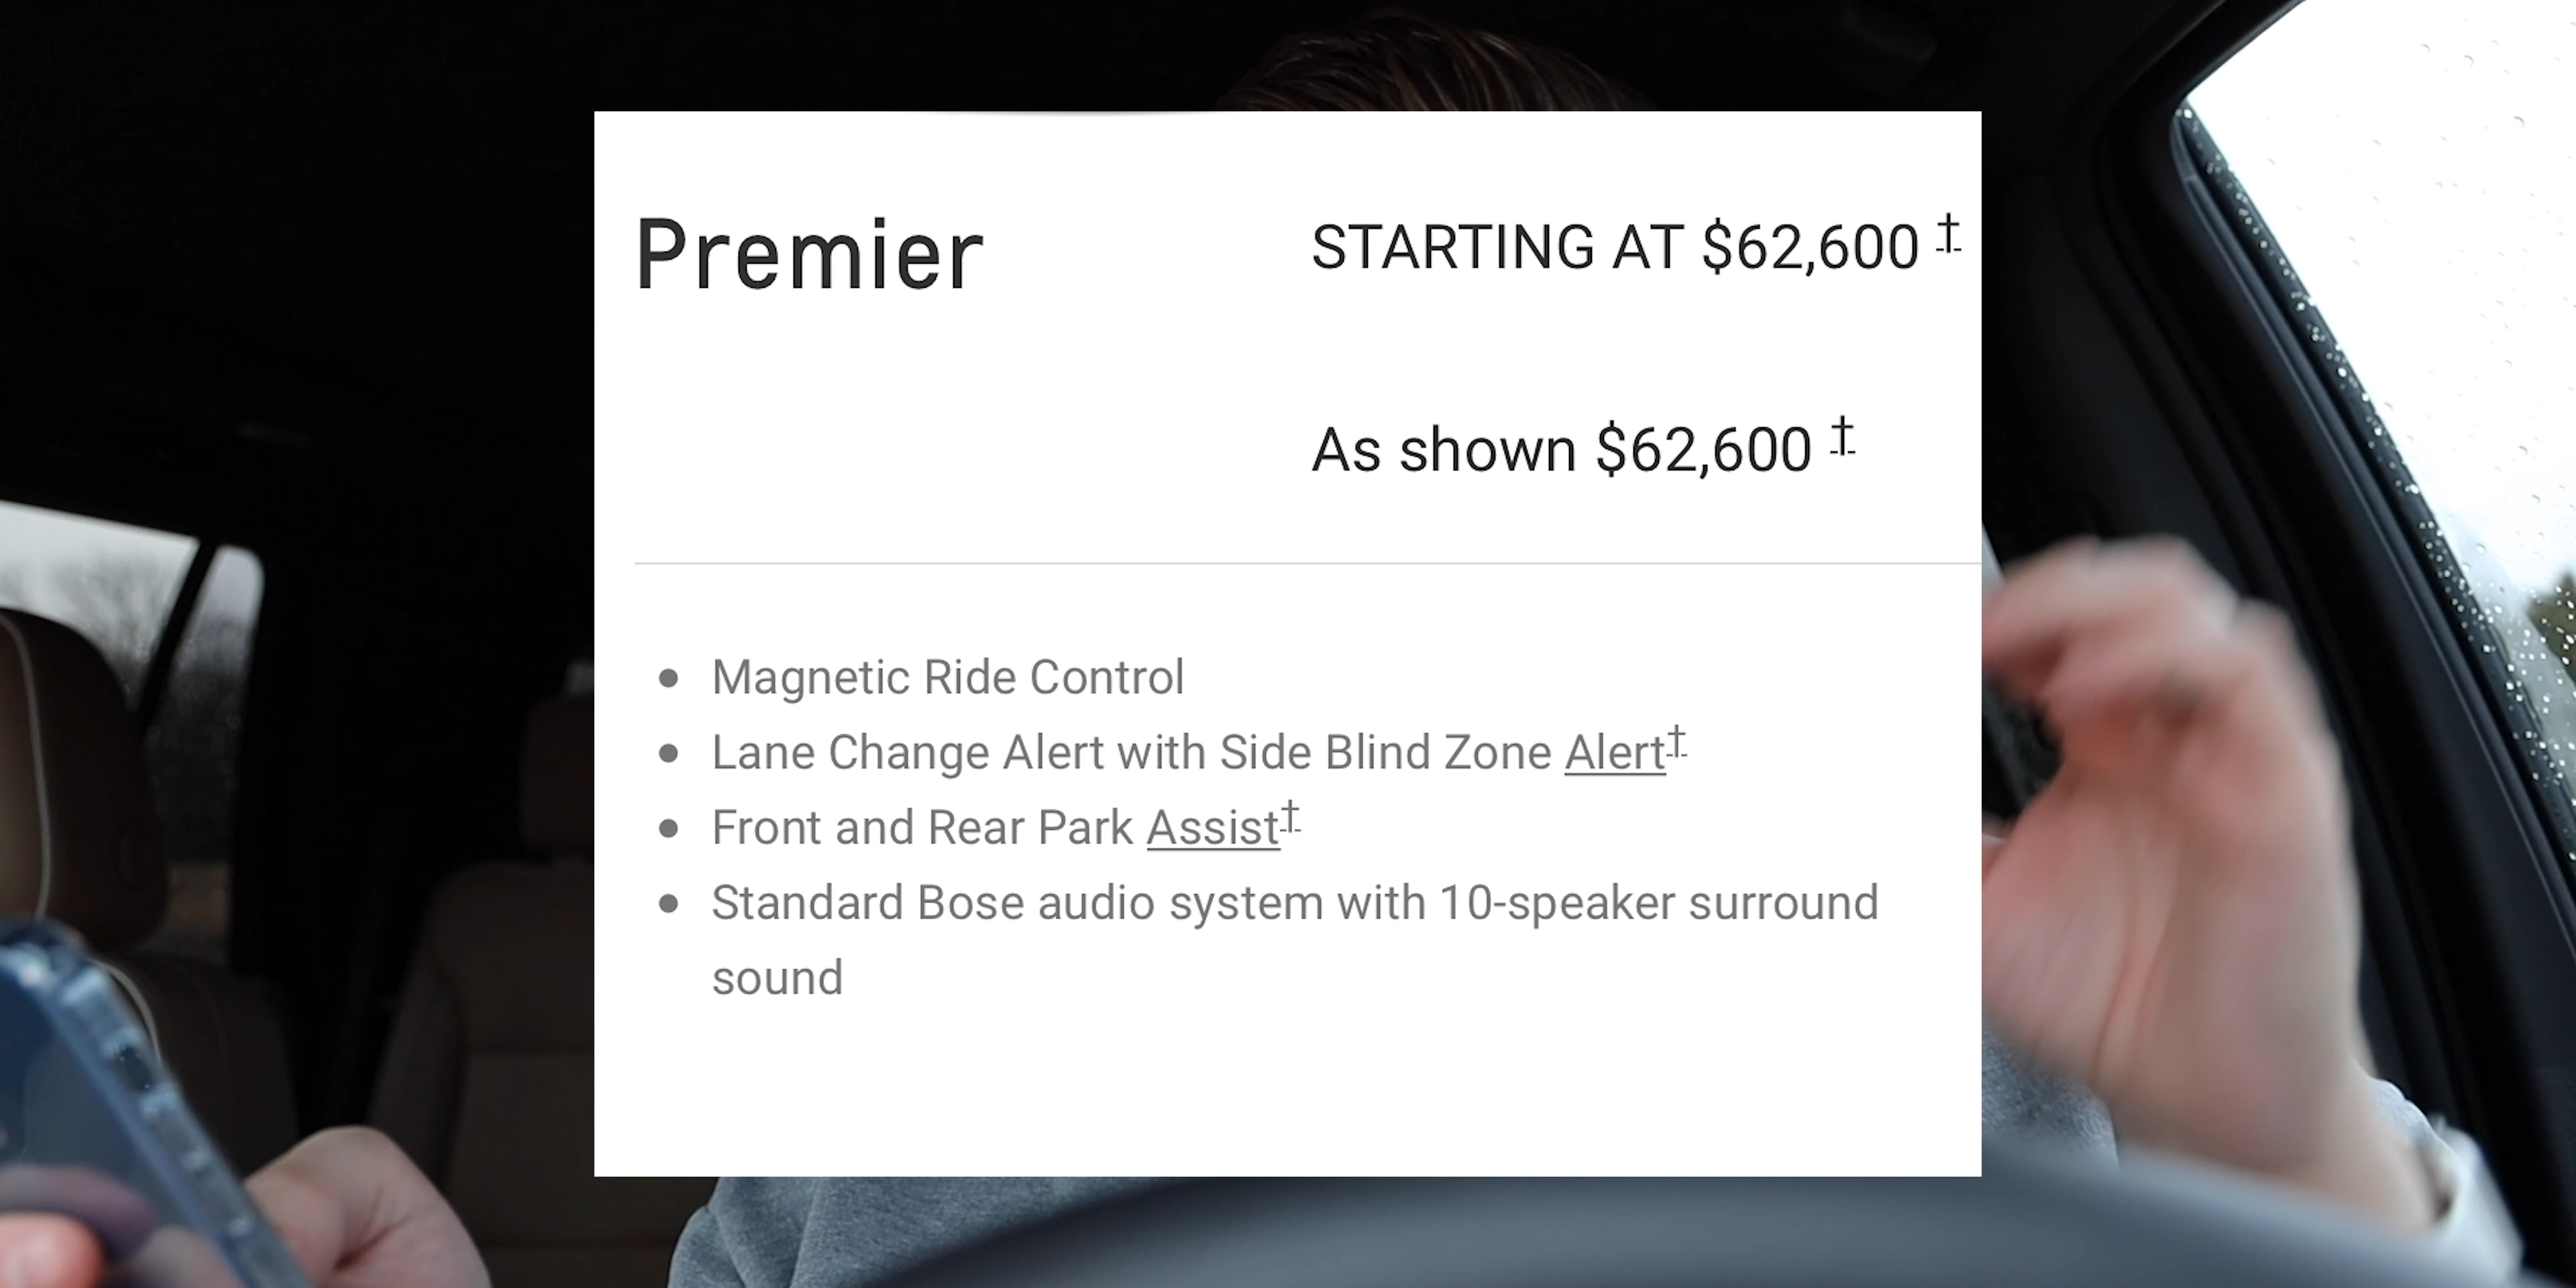 Premier
STARTING AT $62,600 ‡
As shown $62,600 ‡
• Magnetic Ride Control
• Lane Change Alert with Side Blind Zone Alert‡
• Front and Rear Park Assist‡
• Standard Bose audio system with 10-speaker surround
sound